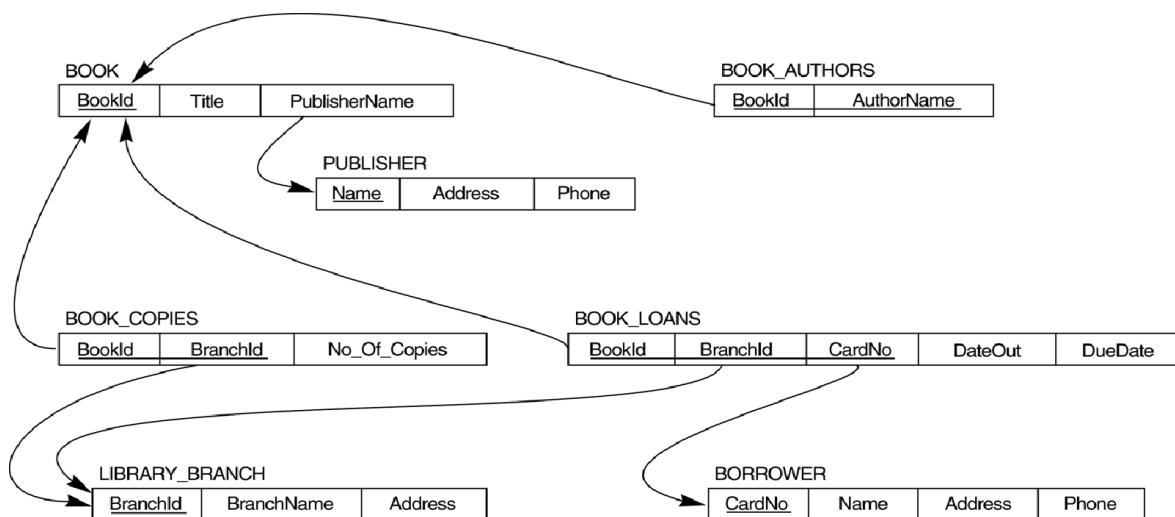 BOOK
BookId Title PublisherName
BOOK_AUTHORS
BookId AuthorName
PUBLISHER
Name Address Phone
BOOK_COPIES
BookId BranchId No_Of_Copies
BOOK_LOANS
BookId BranchId CardNo DateOut DueDate
LIBRARY_BRANCH
BranchId BranchName Address
BORROWER
CardNo Name Address Phone